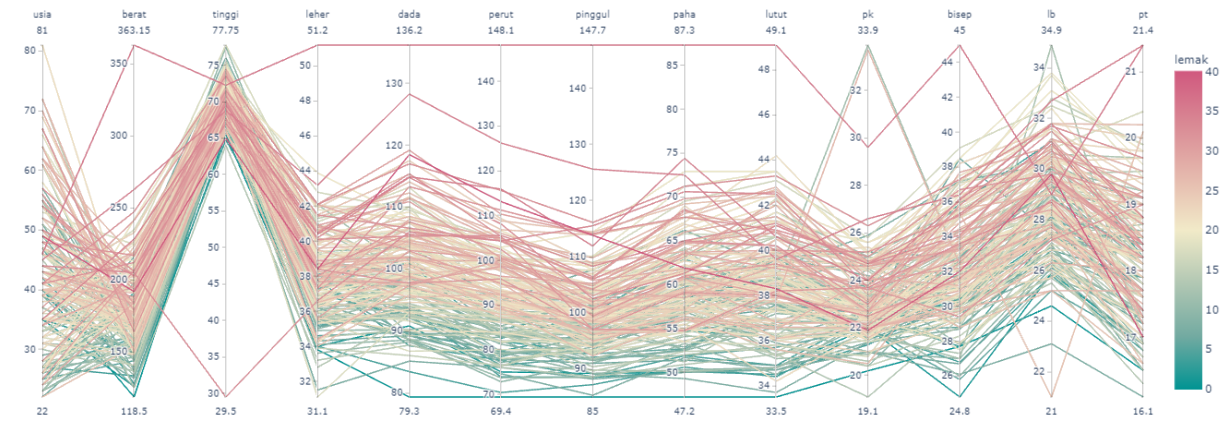 usia berat tinggi leher dada perut pinggul paha lutut pk bisep lb pt
81 363.15 77.75 51.2 136.2 148.1 147.7 87.3 49.1 33.9 45 34.9 21.4
lemak
80 70 60 50 40 30
350 300 250 200 150
75 70 65 60 55 50 45 40 35 30
50 48 46 44 42 40 38 36 34 32
130 120 110 100 90 80
140 130 120 110 100 90 80 70
140 130 120 110 100 90
85 80 75 70 65 60 55 50
48 46 44 42 40 38 36 34
32 30 28 26 24 22 20
44 42 40 38 36 34 32 30 28 26
34 32 30 28 26 24 22
21 20 19 18 17
40 35 30 25 20 15 10 5 0
22 118.5 29.5 31.1 79.3 69.4 85 47.2 33.5 19.1 24.8 21 16.1